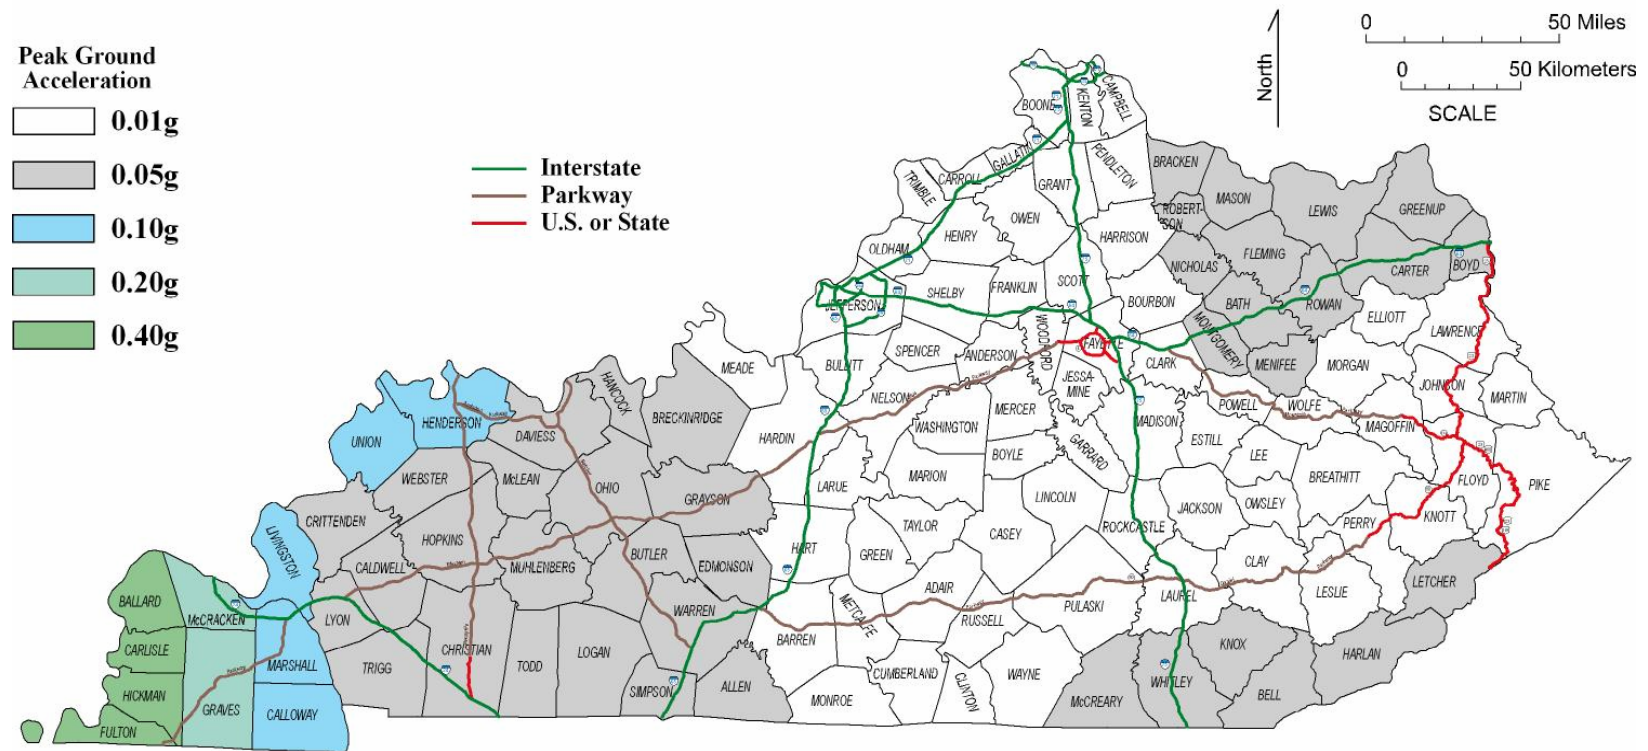 Peak Ground
Acceleration
0.01g
0.05g
0.10g
0.20g
0.40g
Interstate
Parkway
U.S. or State
North
0 50 Miles
0 50 Kilometers
SCALE
BOONE
KENTON
CAMPBELL
GALLATIN
PENDLETON
BRACKEN
CARROLL
TRIMBLE
GRANT
MASON
ROBERT-
SON
LEWIS
GREENUP
OWEN
HENRY
OLDHAM
HARRISON
FLEMING
NICHOLAS
CARTER
BOYD
SHELBY
FRANKLIN
SCOTT
JEFFERSON
BOURBON
BATH
ROWAN
ELLIOTT
LAWRENCE
WOODFORD
FAYETTE
MONTGOMERY
SPENCER
ANDERSON
CLARK
MENIFEE
MORGAN
BULLITT
MEADE
JESSA-
MINE
JOHNSON
MARTIN
HANCOCK
BRECKINRIDGE
NELSON
MERCER
MADISON
POWELL
WOLFE
MAGOFFIN
HENDERSON
UNION
DAVIESS
HARDIN
WASHINGTON
GARRARD
ESTILL
LEE
BOYLE
WEBSTER
McLEAN
OHIO
GRAYSON
LARUE
MARION
LINCOLN
BREATHITT
FLOYD
PIKE
JACKSON
OWSLEY
CRITTENDEN
TAYLOR
CASEY
ROCKCASTLE
PERRY
KNOTT
LIVINGSTON
HOPKINS
BUTLER
HART
GREEN
CLAY
CALDWELL
MUHLENBERG
EDMONSON
ADAIR
LESLIE
LETCHER
BALLARD
McCRACKEN
LYON
WARREN
METCALFE
PULASKI
LAUREL
RUSSELL
BARREN
CARLISLE
MARSHALL
CHRISTIAN
LOGAN
KNOX
HARLAN
TRIGG
TODD
ALLEN
CUMBERLAND
WAYNE
HICKMAN
GRAVES
CALLOWAY
SIMPSON
MONROE
CLINTON
McCREARY
WHITLEY
BELL
FULTON